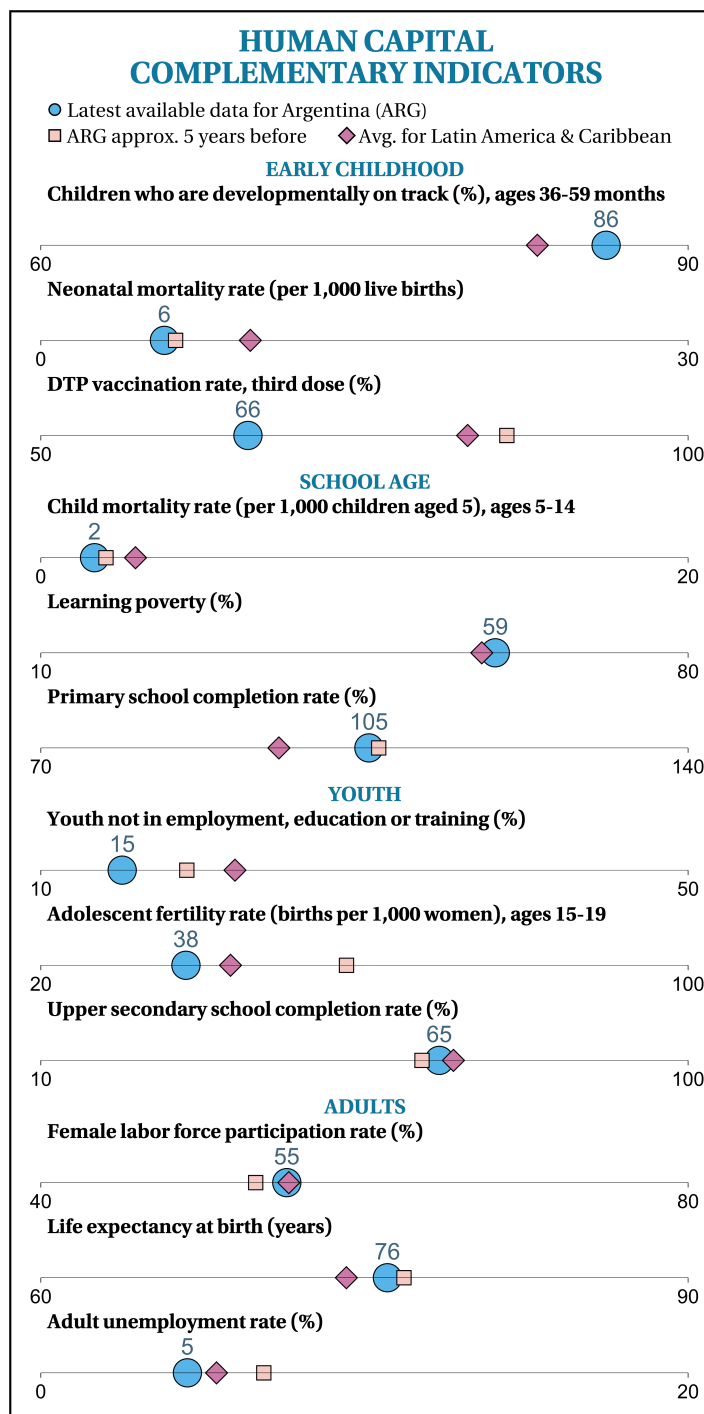 HUMAN CAPITAL
COMPLEMENTARY INDICATORS
Latest available data for Argentina (ARG)
ARG approx. 5 years before Avg. for Latin America & Caribbean
EARLY CHILDHOOD
Children who are developmentally on track (%), ages 36-59 months
86
60 90
Neonatal mortality rate (per 1,000 live births)
6
0 30
DTP vaccination rate, third dose (%)
66
50 100
SCHOOL AGE
Child mortality rate (per 1,000 children aged 5), ages 5-14
2
0 20
Learning poverty (%)
59
10 80
Primary school completion rate (%)
105
70 140
YOUTH
Youth not in employment, education or training (%)
15
10 50
Adolescent fertility rate (births per 1,000 women), ages 15-19
38
20 100
Upper secondary school completion rate (%)
65
10 100
ADULTS
Female labor force participation rate (%)
55
40 80
Life expectancy at birth (years)
76
60 90
Adult unemployment rate (%)
5
0 20